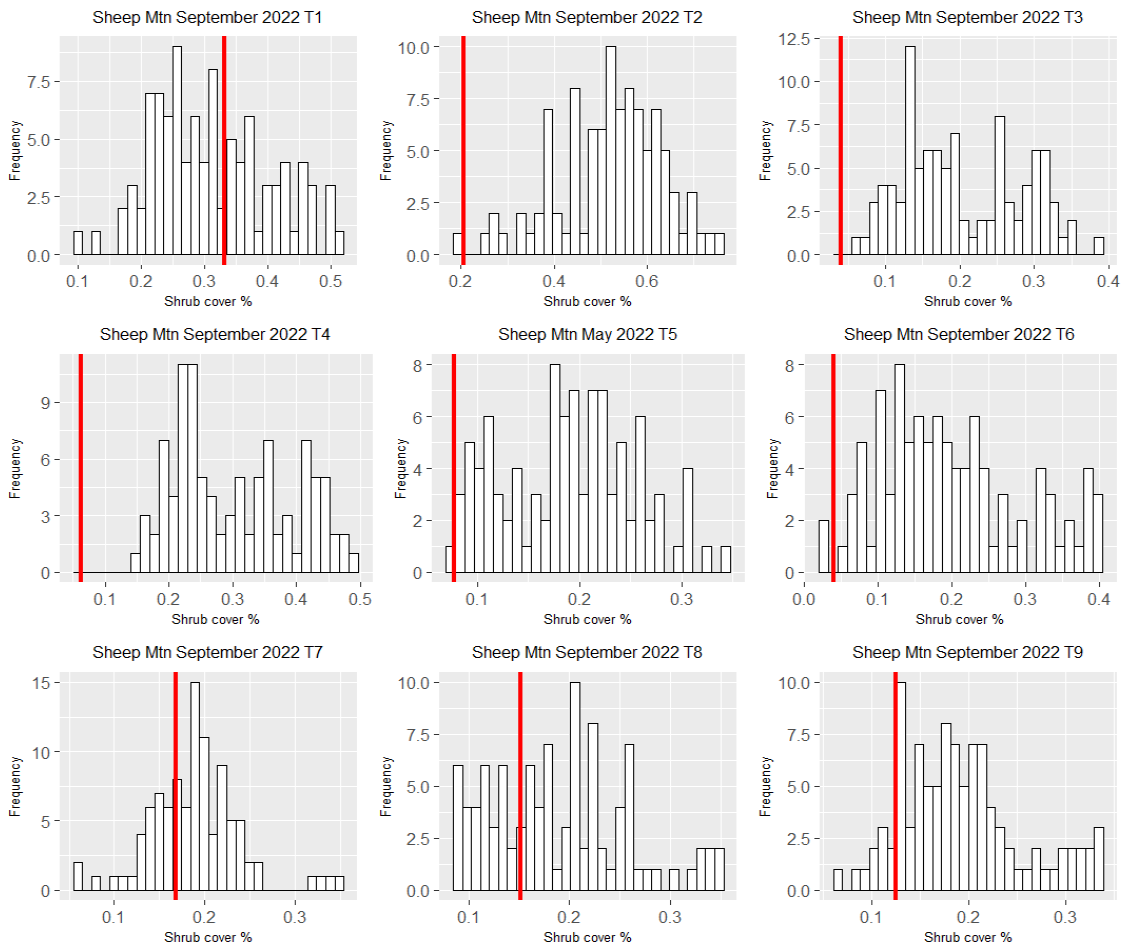 Sheep Mtn September 2022 T1
Frequency
7.5
5.0
2.5
0.0
0.1 0.2 0.3 0.4 0.5
Shrub cover %
Sheep Mtn September 2022 T2
Frequency
10.0
7.5
5.0
2.5
0.0
0.2 0.4 0.6
Shrub cover %
Sheep Mtn September 2022 T3
Frequency
12.5
10.0
7.5
5.0
2.5
0.0
0.1 0.2 0.3 0.4
Shrub cover %
Sheep Mtn September 2022 T4
Frequency
9
6
3
0
0.1 0.2 0.3 0.4 0.5
Shrub cover %
Sheep Mtn May 2022 T5
Frequency
8
6
4
2
0
0.1 0.2 0.3
Shrub cover %
Sheep Mtn September 2022 T6
Frequency
8
6
4
2
0
0.0 0.1 0.2 0.3 0.4
Shrub cover %
Sheep Mtn September 2022 T7
Frequency
15
10
5
0
0.1 0.2 0.3
Shrub cover %
Sheep Mtn September 2022 T8
Frequency
10.0
7.5
5.0
2.5
0.0
0.1 0.2 0.3
Shrub cover %
Sheep Mtn September 2022 T9
Frequency
10.0
7.5
5.0
2.5
0.0
0.1 0.2 0.3
Shrub cover %